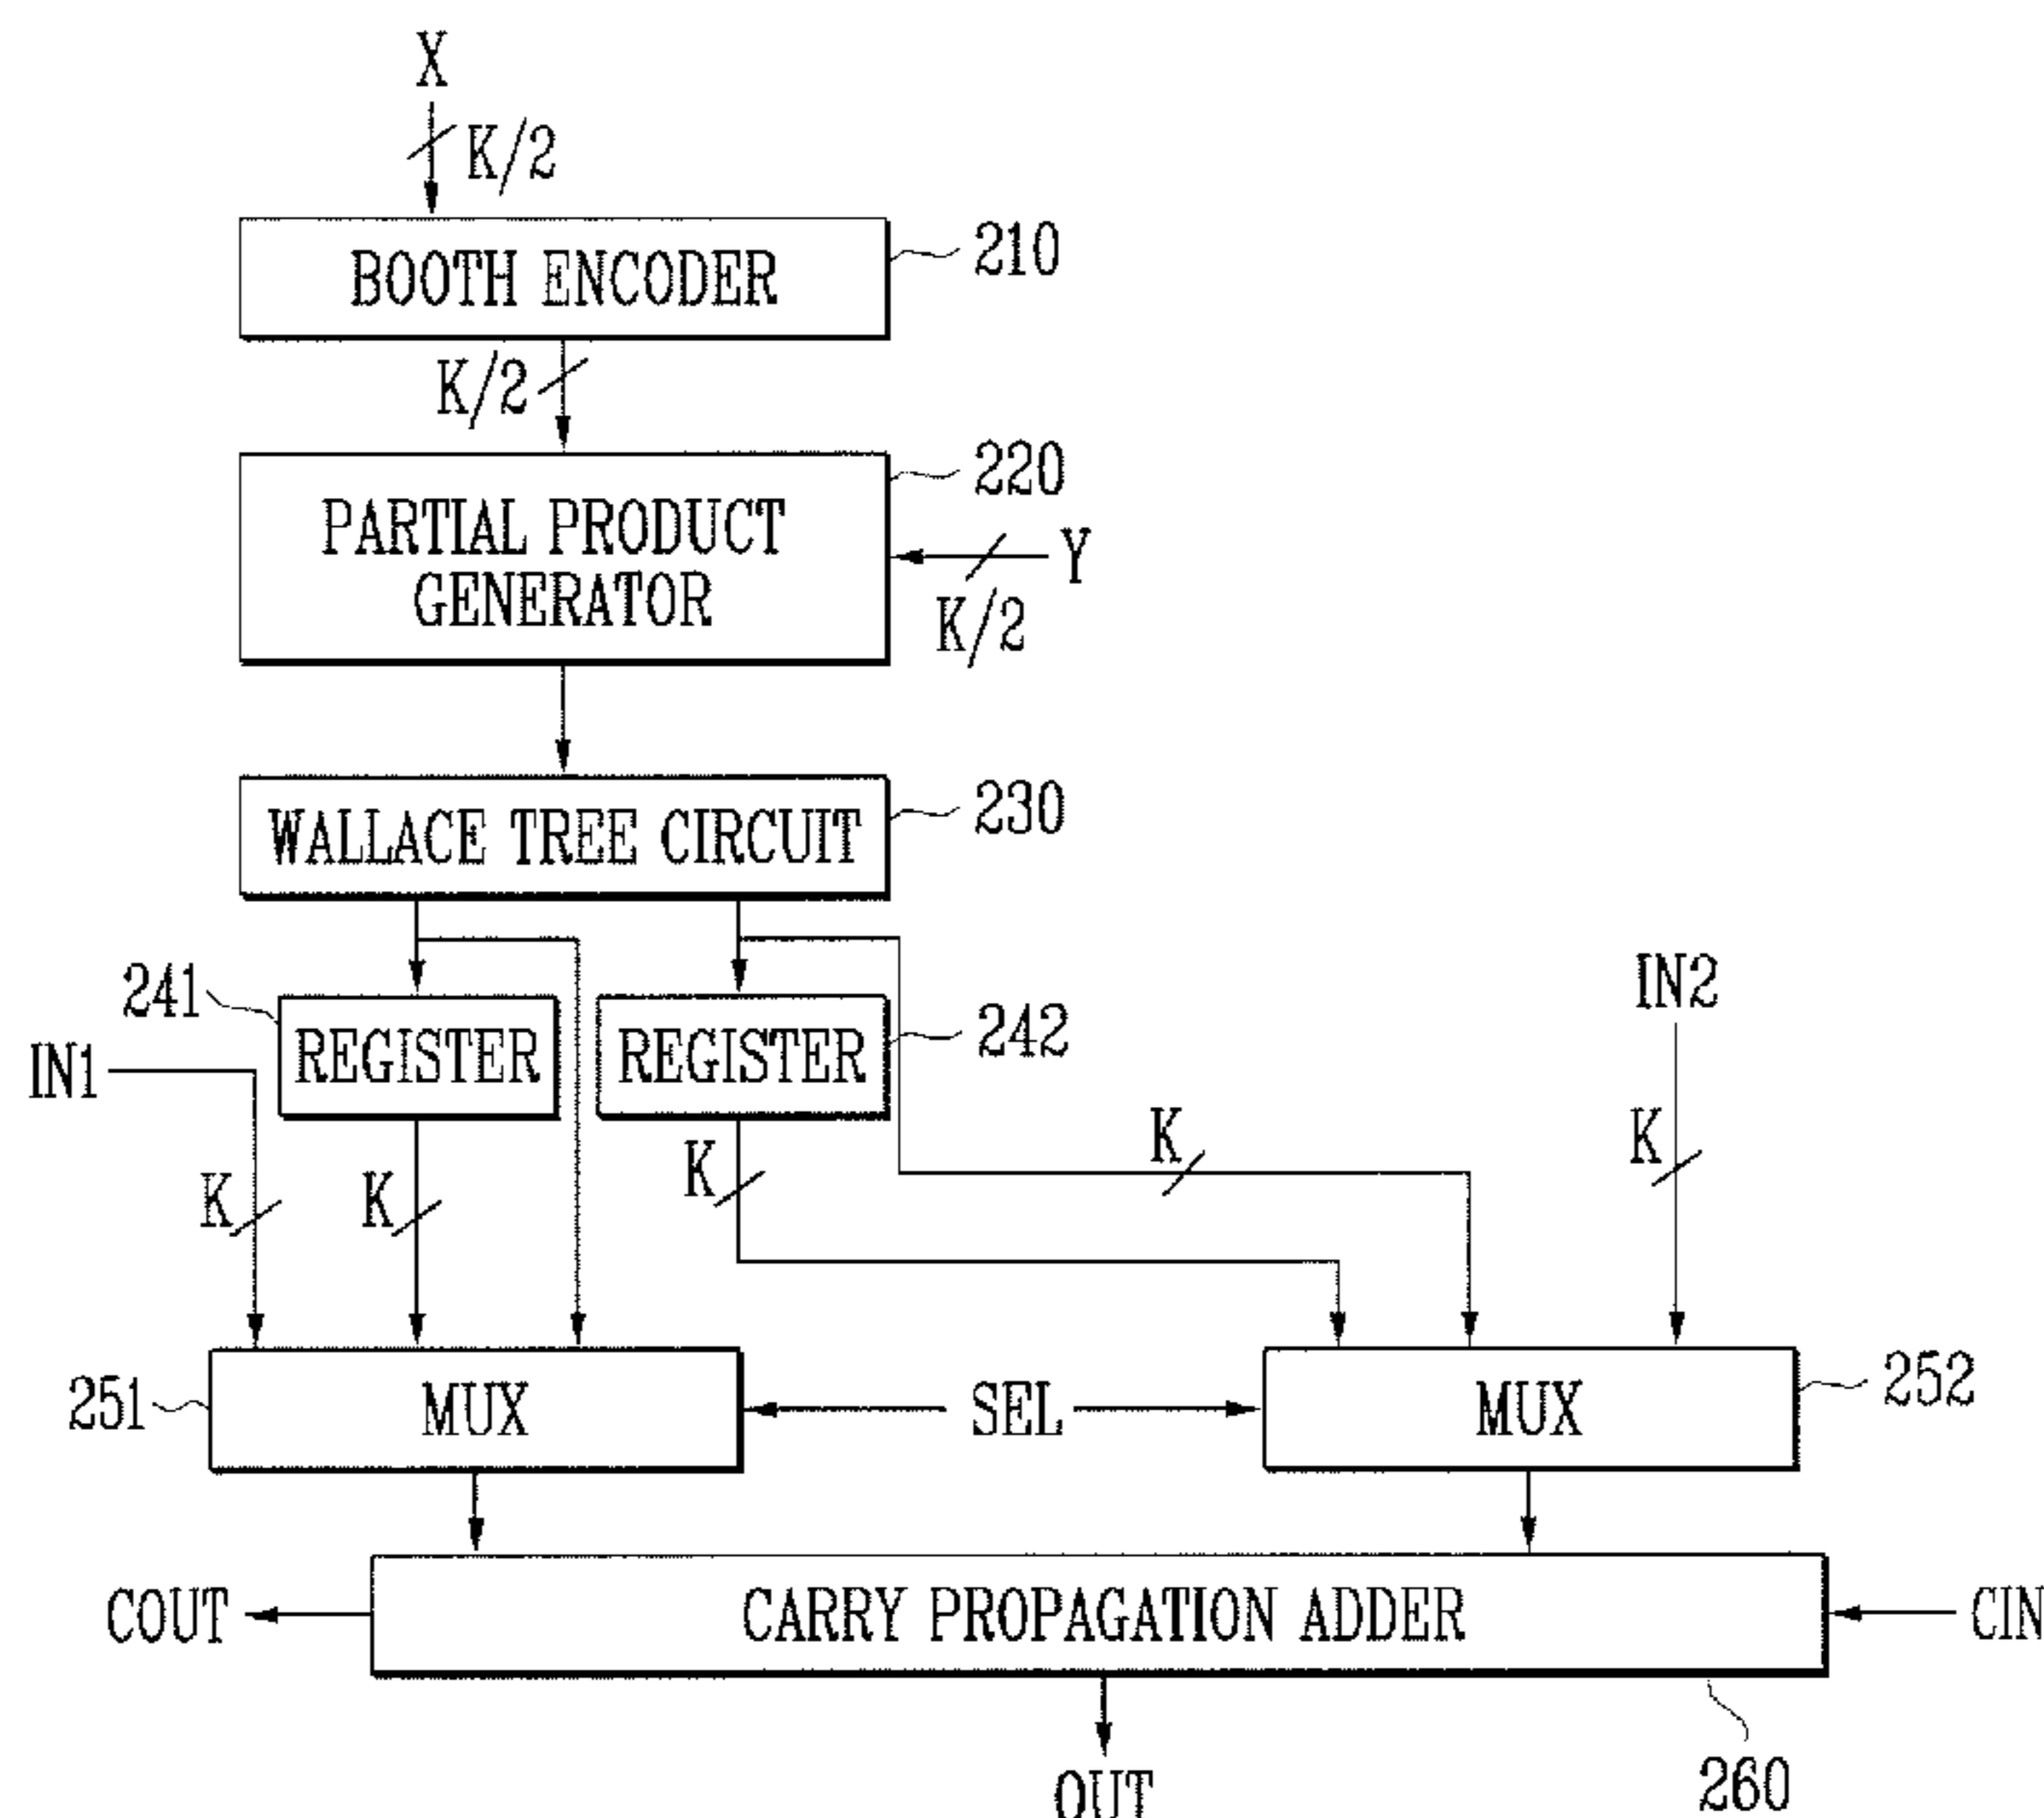 X
K/2
BOOTH ENCODER
210
K/2
PARTIAL PRODUCT
GENERATOR
220
Y
K/2
WALLACE TREE CIRCUIT
230
241
REGISTER
REGISTER
242
IN1
IN2
K
K
K
K
K
251
MUX
SEL
MUX
252
COUT
CARRY PROPAGATION ADDER
CIN
OUT
260